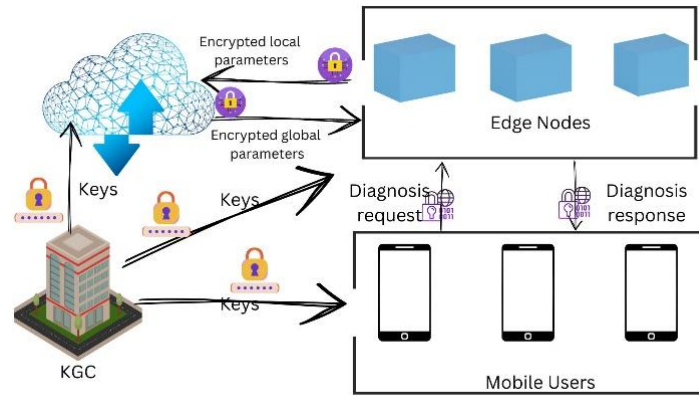 Encrypted local
parameters
Encrypted global
parameters
Edge Nodes
Keys
Keys
Keys
Diagnosis
request
Diagnosis
response
KGC
Mobile Users